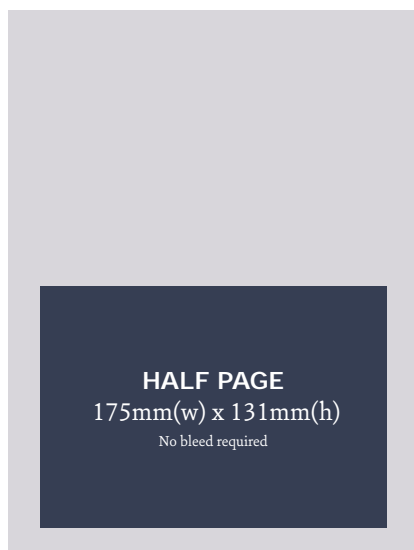 HALF PAGE
175mm(w) x 131mm(h)
No bleed required